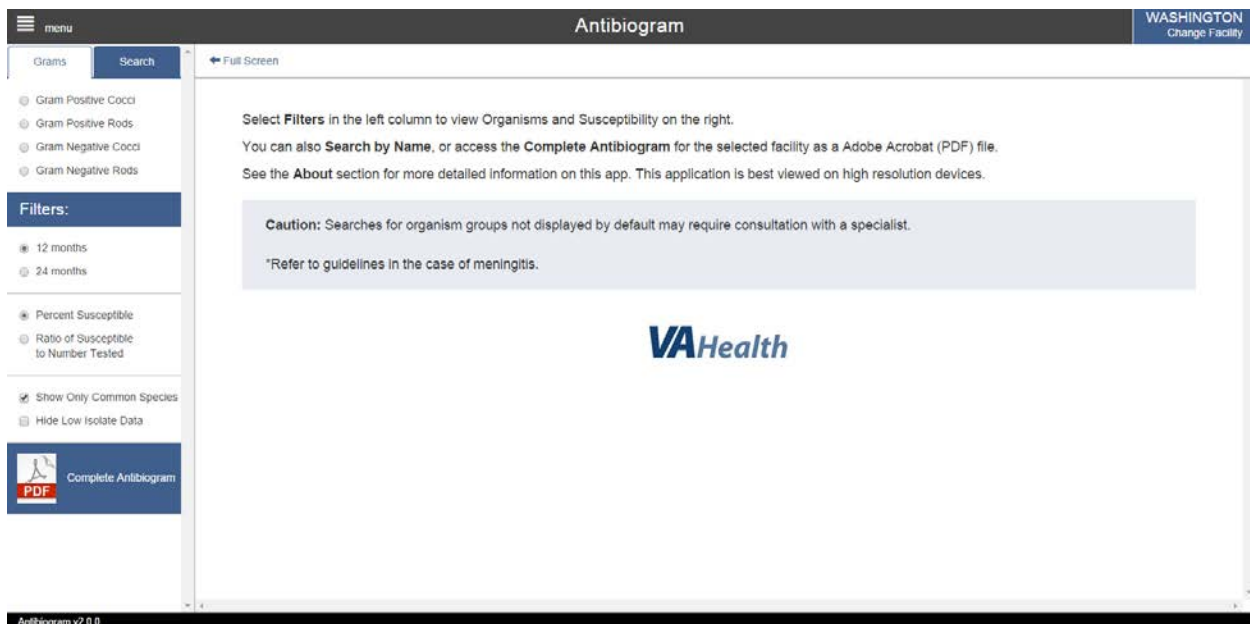 menu
Antibiogram
WASHINGTON
Change Facility
Grams
Search
Full Screen
Gram Positive Cocci
Gram Positive Rods
Gram Negative Cocci
Gram Negative Rods
Filters:
12 months
24 months
Percent Susceptible
Ratio of Susceptible
to Number Tested
Show Only Common Species
Hide Low Isolate Data
PDF
Complete Antibiogram
Select Filters in the left column to view Organisms and Susceptibility on the right.
You can also Search by Name, or access the Complete Antibiogram for the selected facility as a Adobe Acrobat (PDF) file.
See the About section for more detailed information on this app. This application is best viewed on high resolution devices.
Caution: Searches for organism groups not displayed by default may require consultation with a specialist.
*Refer to guidelines in the case of meningitis.
VA Health
Antibiogram v2.0.0